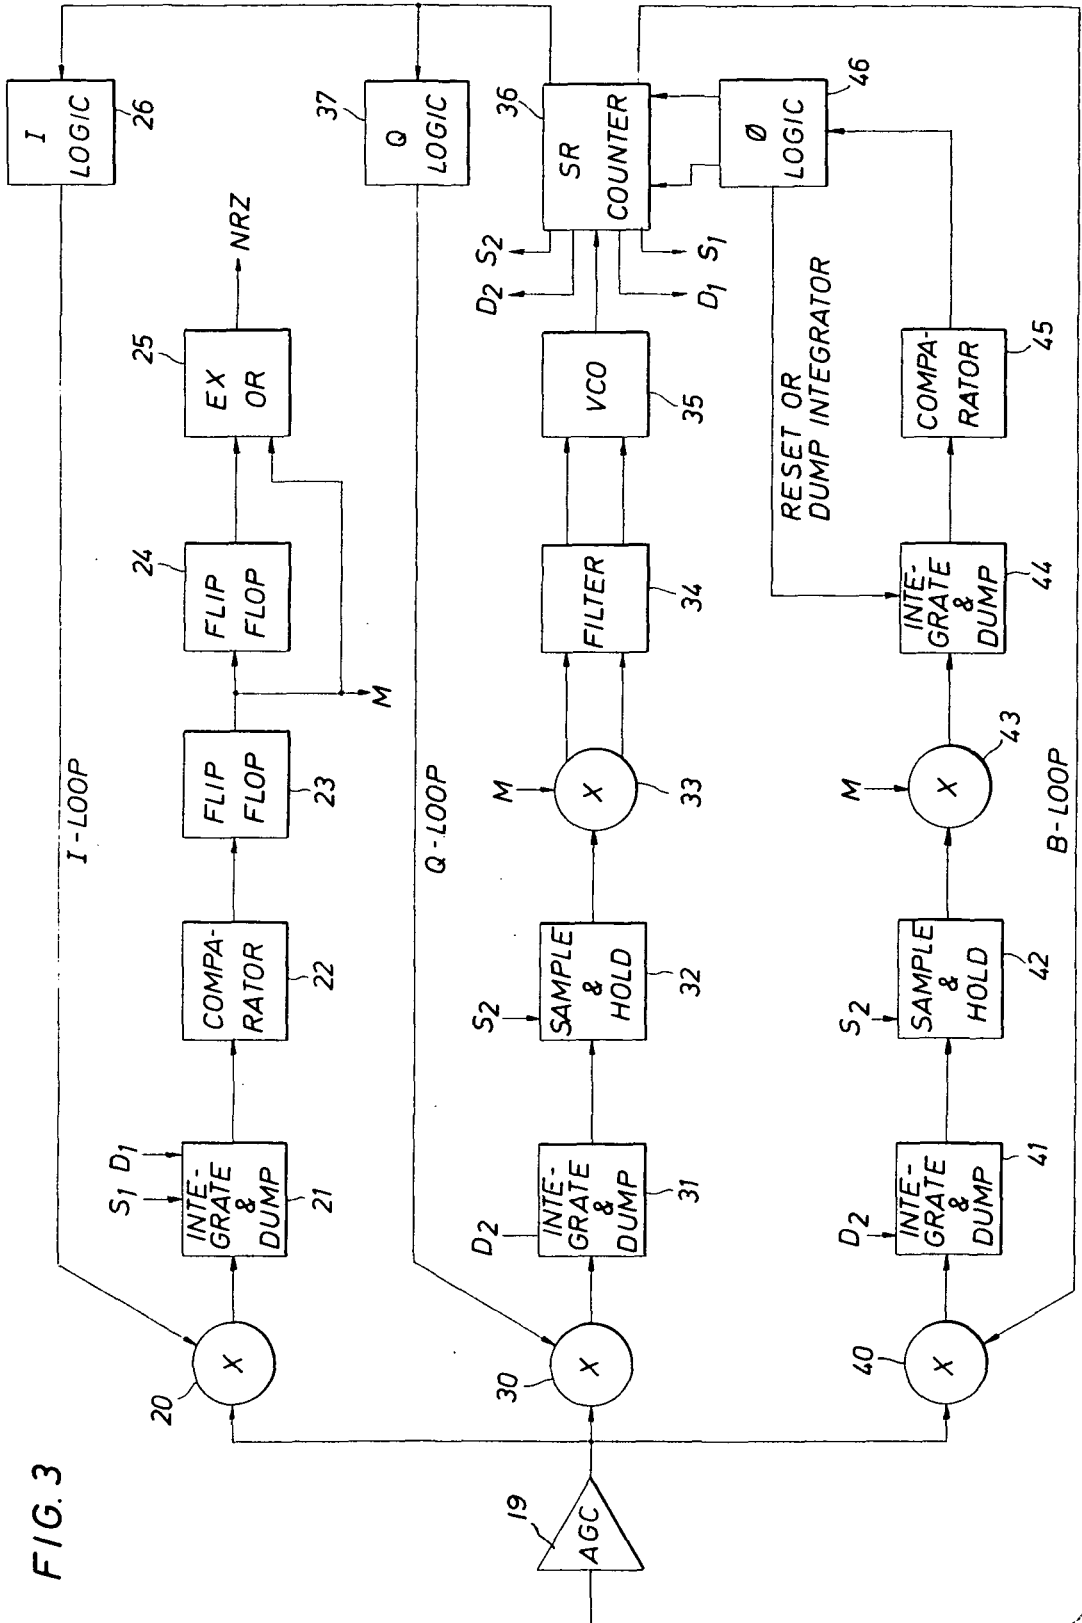 FIG. 3
I-LOOP
I
LOGIC
26
20
X
S1
D1
INTE-
GRATE
&
DUMP
21
COMPA-
RATOR
22
FLIP
FLOP
23
M
24
FLIP
FLOP
25
EX
OR
NRZ
Q-LOOP
37
Q
LOGIC
19
AGC
30
X
D2
INTE-
GRATE
&
DUMP
31
S2
SAMPLE
&
HOLD
32
M
X
33
FILTER
34
VCO
35
D2
S2
36
SR
COUNTER
D1
S1
40
X
D2
INTE-
GRATE
&
DUMP
41
S2
SAMPLE
&
HOLD
42
M
X
43
INTE-
GRATE
&
DUMP
44
RESET OR
DUMP INTEGRATOR
COMPA-
RATOR
45
Ø
LOGIC
46
B-LOOP